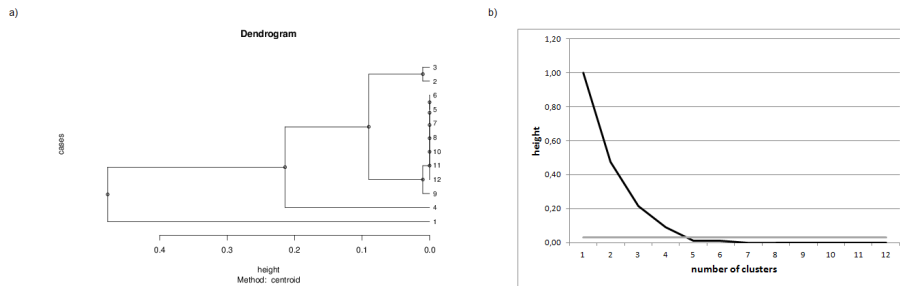 a)
Dendrogram
cases
3
2
6
5
7
8
10
11
12
9
4
1
0.4 0.3 0.2 0.1 0.0
height
Method: centroid
b)
1,20
1,00
0,80
0,60
0,40
0,20
0,00
height
1 2 3 4 5 6 7 8 9 10 11 12
number of clusters